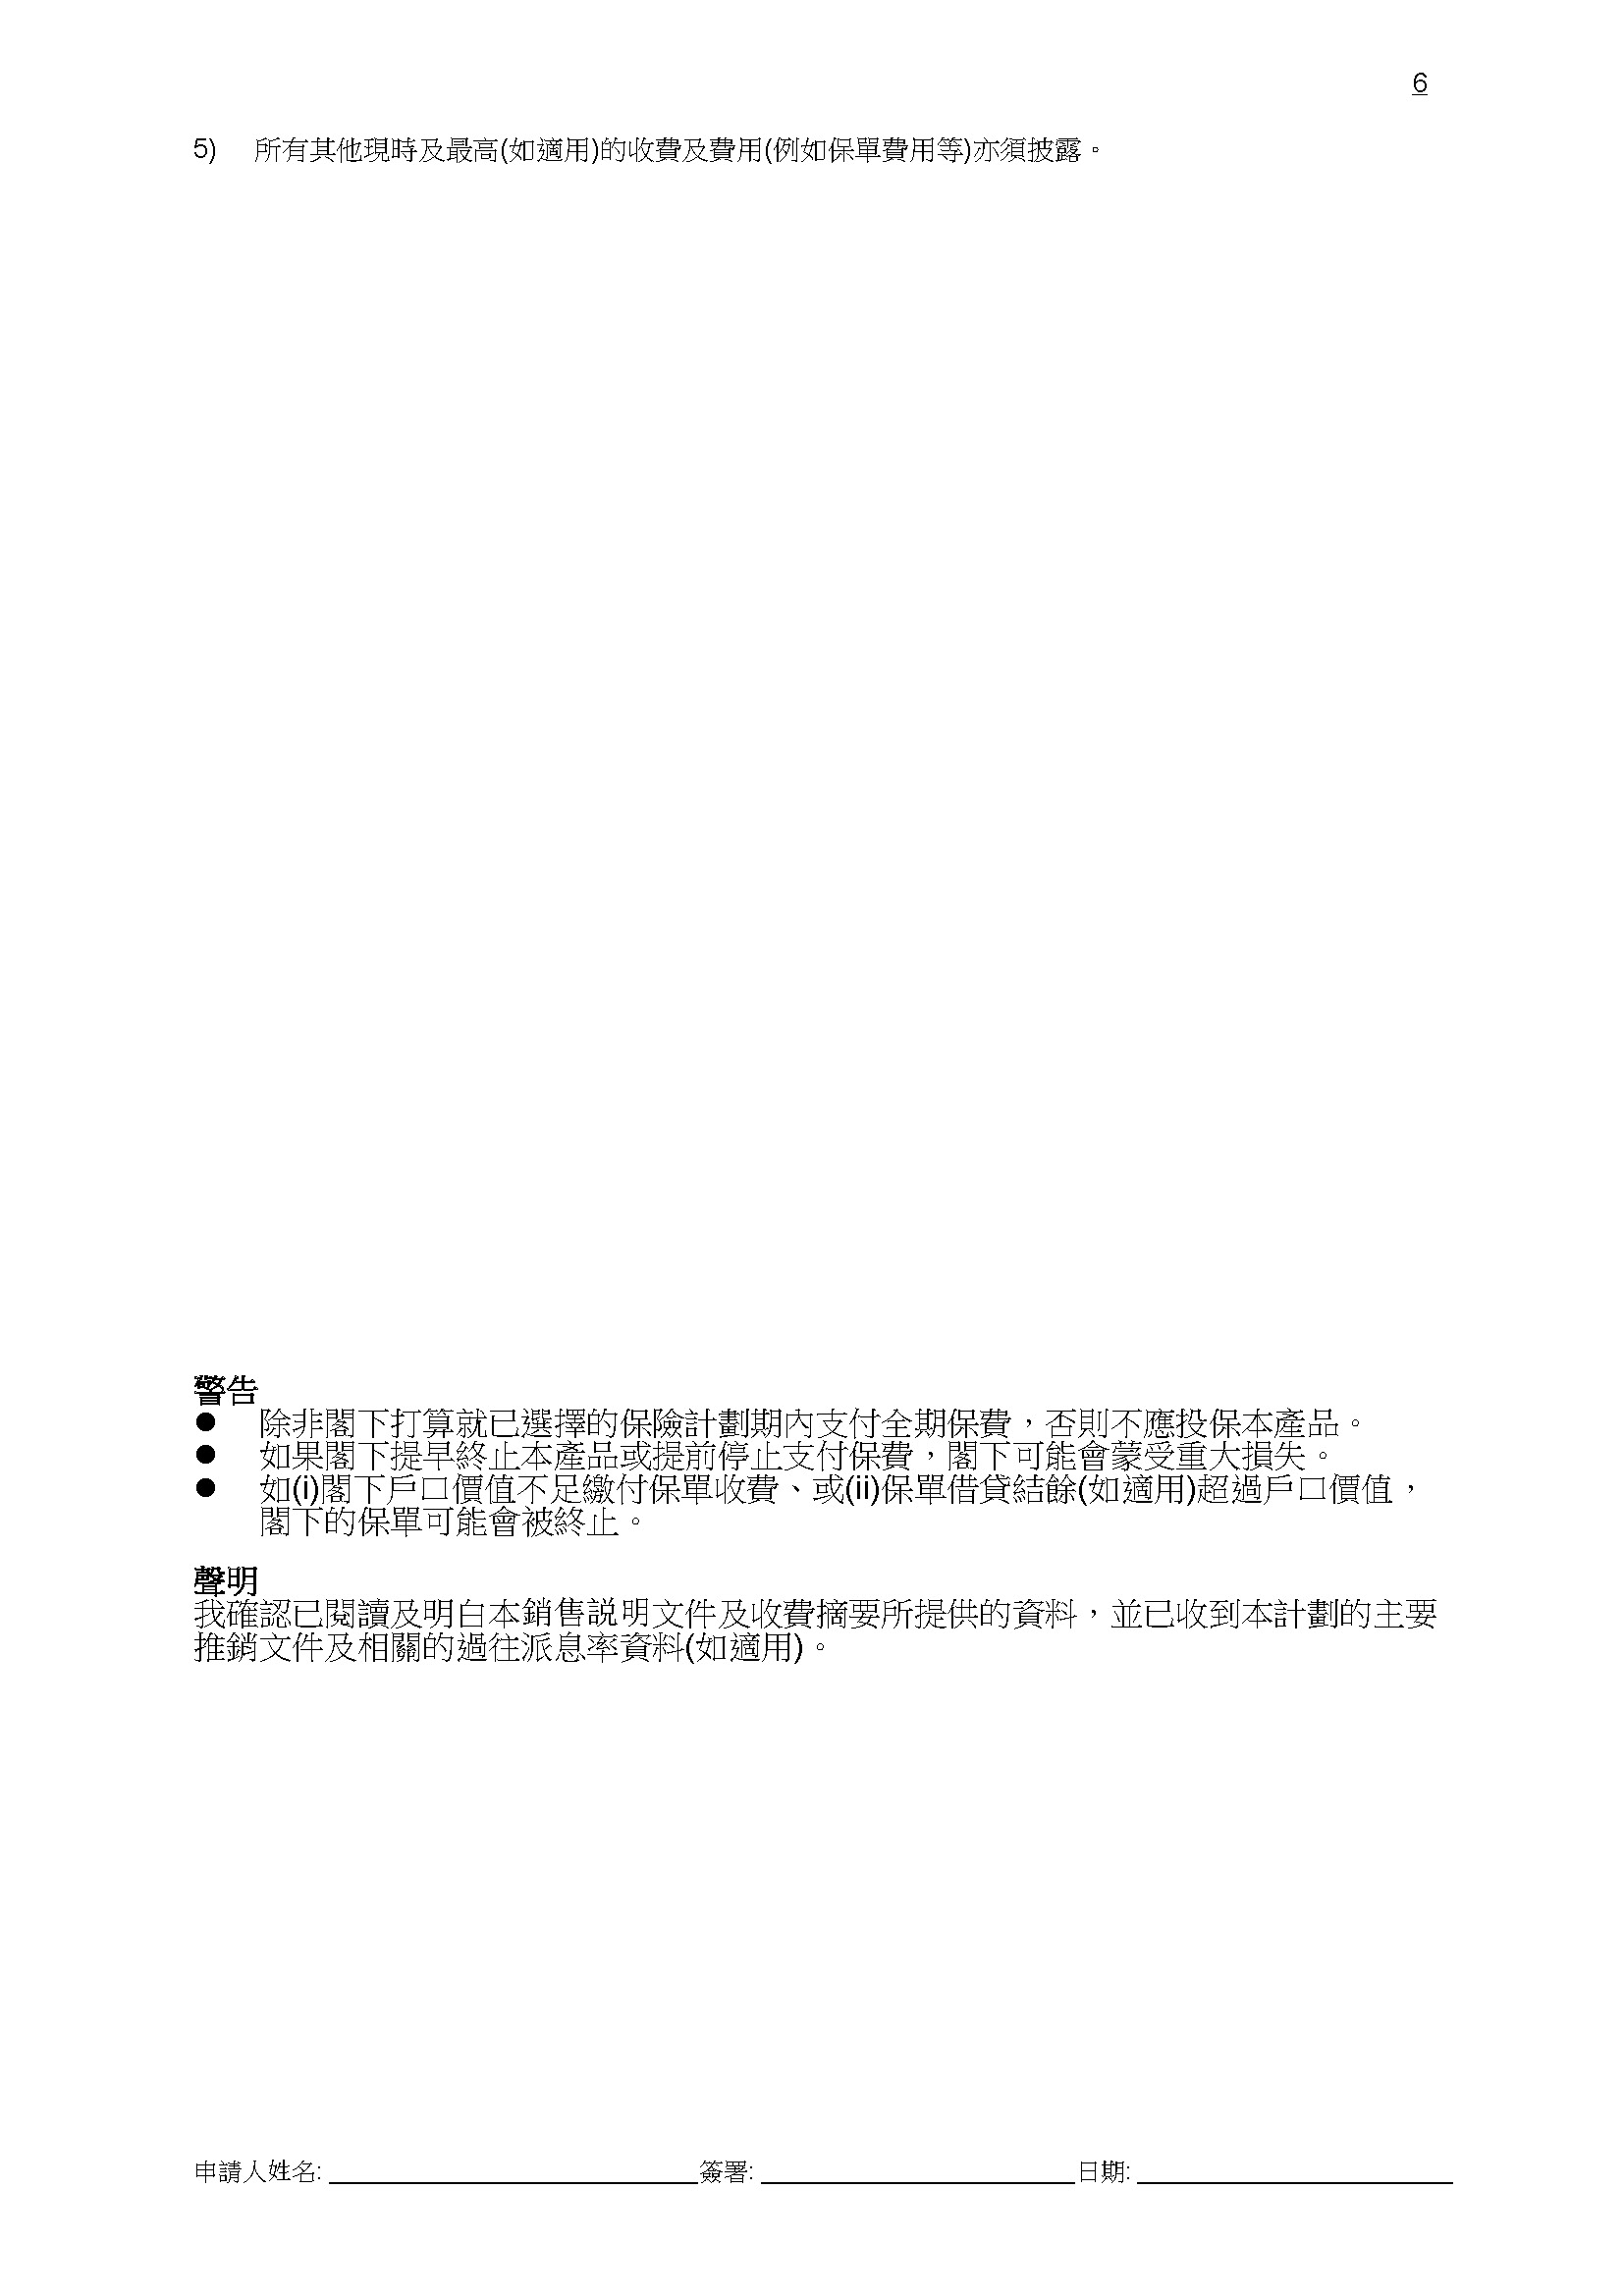 6
5) 所有其他現時及最高(如適用)的收費及費用(例如保單費用等)亦須披露。
警告
● 除非閣下打算就已選擇的保險計劃期內支付全期保費，否則不應投保本產品。
● 如果閣下提早終止本產品或提前停止支付保費，閣下可能會蒙受重大損失。
● 如(i)閣下戶口價值不足繳付保單收費、或(ii)保單借貸結餘(如適用)超過戶口價值，
閣下的保單可能會被終止。
聲明
我確認已閱讀及明白本銷售説明文件及收費摘要所提供的資料，並已收到本計劃的主要
推銷文件及相關的過往派息率資料(如適用)。
申請人姓名: 簽署: 日期: